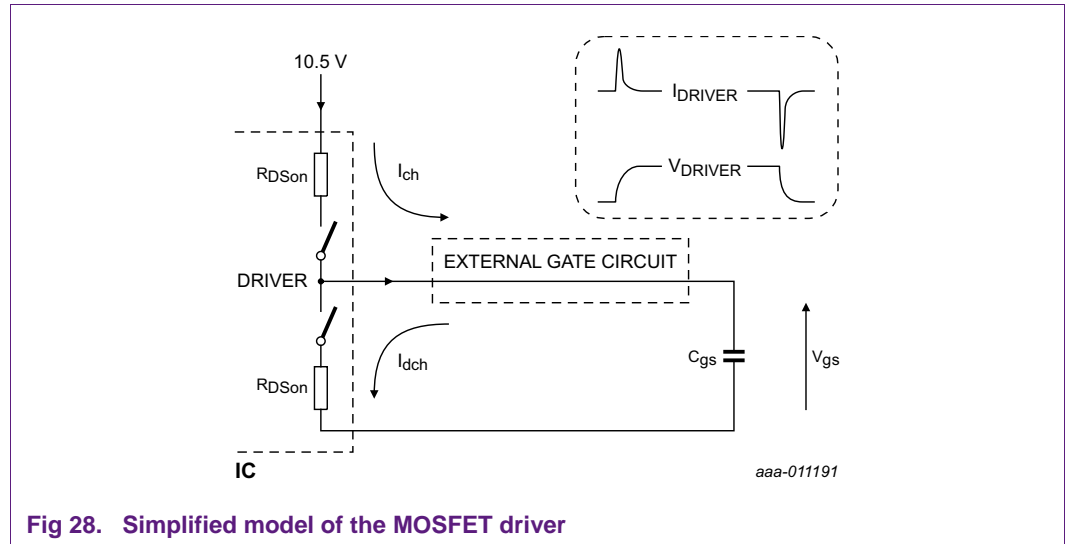 10.5 V
IDRIVER
RDSon
Ich
VDRIVER
EXTERNAL GATE CIRCUIT
DRIVER
Idch
Cgs
Vgs
RDSon
IC
aaa-011191
Fig 28. Simplified model of the MOSFET driver